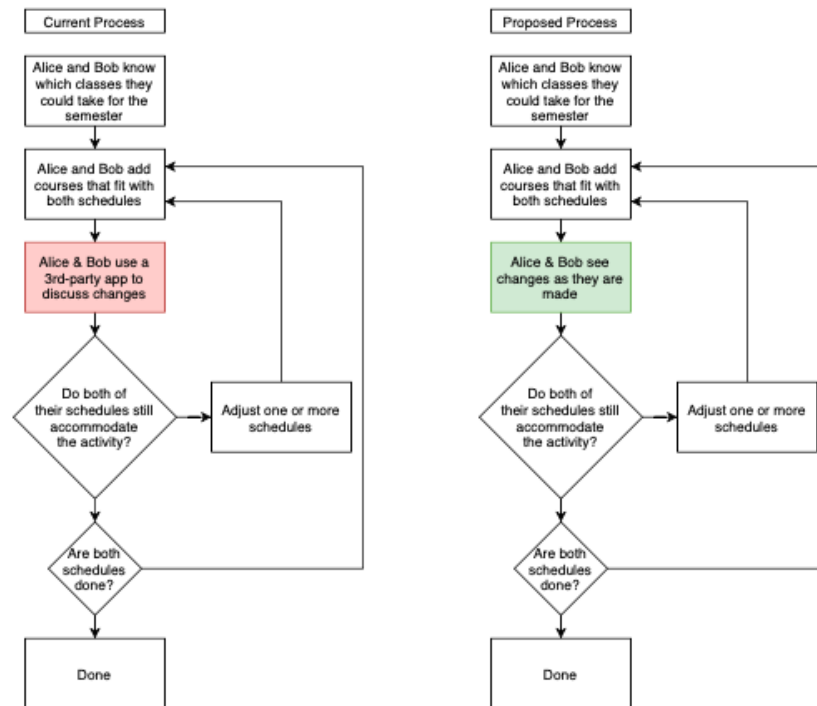 Current Process
Alice and Bob know
which classes they
could take for the
semester
Alice and Bob add
courses that fit with
both schedules
Alice & Bob use a
3rd-party app to
discuss changes
Do both of
their schedules still
accommodate
the activity?
Adjust one or more
schedules
Are both
schedules
done?
Done
Proposed Process
Alice and Bob know
which classes they
could take for the
semester
Alice and Bob add
courses that fit with
both schedules
Alice & Bob see
changes as they are
made
Do both of
their schedules still
accommodate
the activity?
Adjust one or more
schedules
Are both
schedules
done?
Done